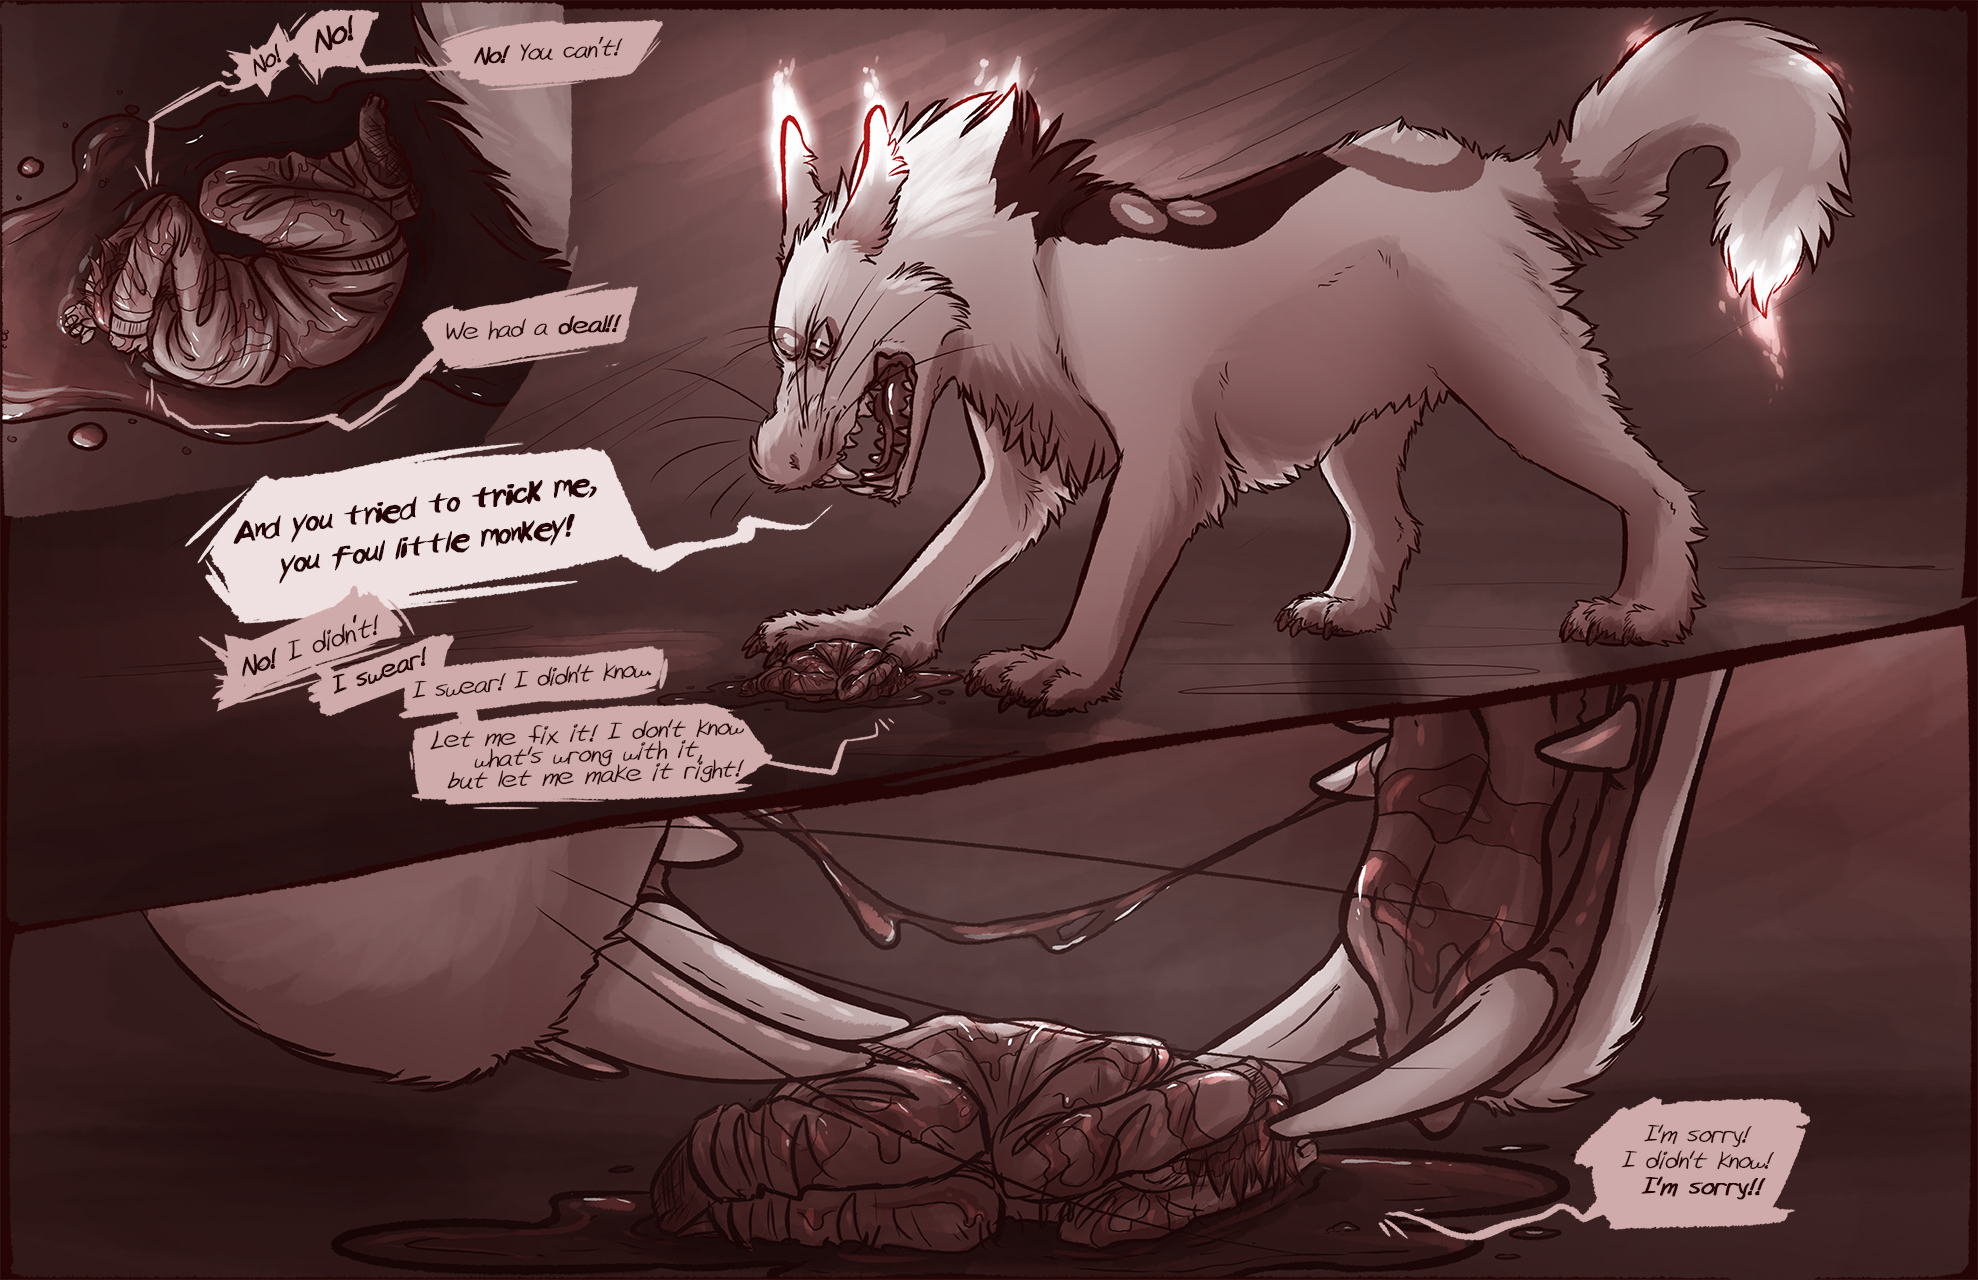 No!
No!
No! You can't!
We had a deal!!
And you tried to trick me,
you foul little monkey!
No! I didn't!
I swear!
I swear! I didn't know
Let me fix it! I don't know
what's wrong with it,
but let me make it right!
I'm sorry!
I didn't know!
I'm sorry!!